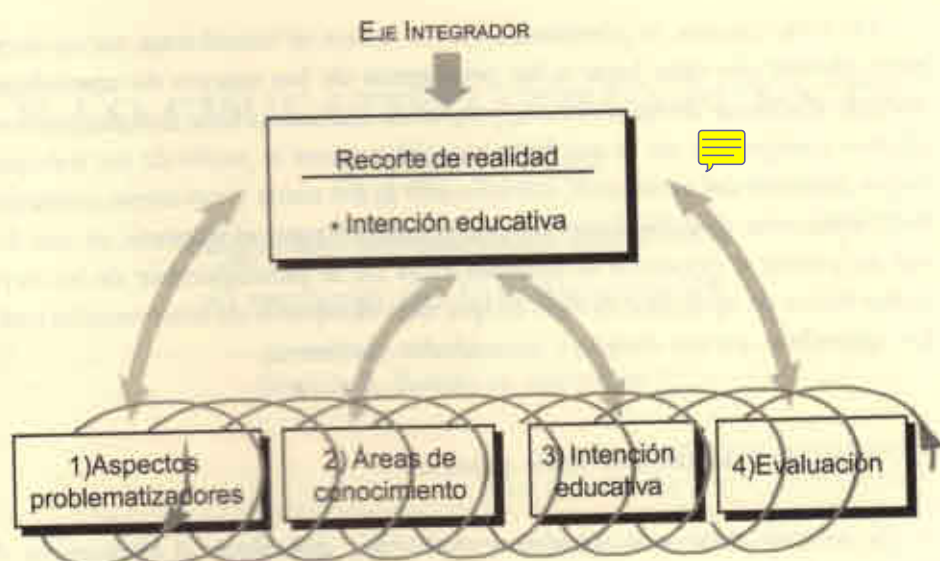 EJE INTEGRADOR
Recorte de realidad
• Intención educativa
1)Aspectos
problematizadores
2) Áreas de
conocimiento
3) Intención
educativa
4)Evaluación